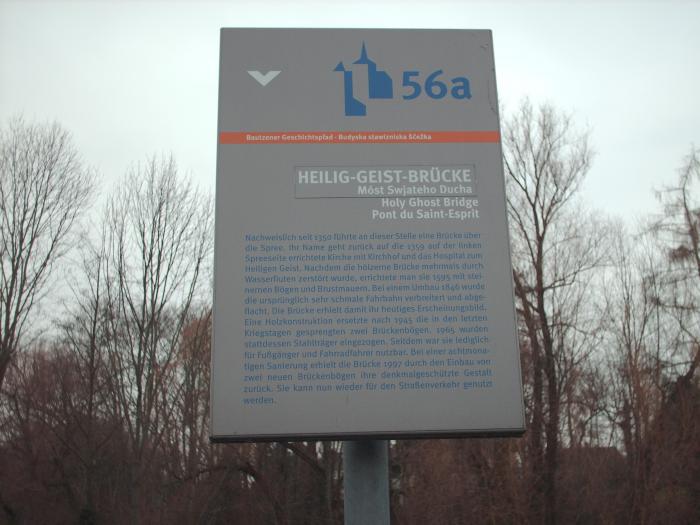 56a
Bautzener Geschichtspfad · Budyska stawizniska Sćežka
HEILIG-GEIST-BRÜCKE
Móst Swjateho Ducha
Holy Ghost Bridge
Pont du Saint-Esprit
Nachweislich seit 1350 führte an dieser Stelle eine Brücke über
die Spree. Ihr Name geht zurück auf die 1359 auf der linken
Spreeseite errichtete Kirche mit Kirchhof und das Hospital zum
Heiligen Geist. Nachdem die hölzerne Brücke mehrmals durch
Wasserfluten zerstört wurde, errichtete man sie 1595 mit stei-
nernen Bögen und Brustmauern. Bei einem Umbau 1846 wurde
die ursprünglich sehr schmale Fahrbahn verbreitert und abge-
flacht. Die Brücke erhielt damit ihr heutiges Erscheinungsbild.
Eine Holzkonstruktion ersetzte nach 1945 die in den letzten
Kriegstagen gesprengten zwei Brückenbögen. 1965 wurden
stattdessen Stahlträger eingezogen. Seitdem war sie lediglich
für Fußgänger und Fahrradfahrer nutzbar. Bei einer achtmona-
tigen Sanierung erhielt die Brücke 1997 durch den Einbau von
zwei neuen Brückenbögen ihre denkmalgeschützte Gestalt
zurück. Sie kann nun wieder für den Straßenverkehr genutzt
werden.